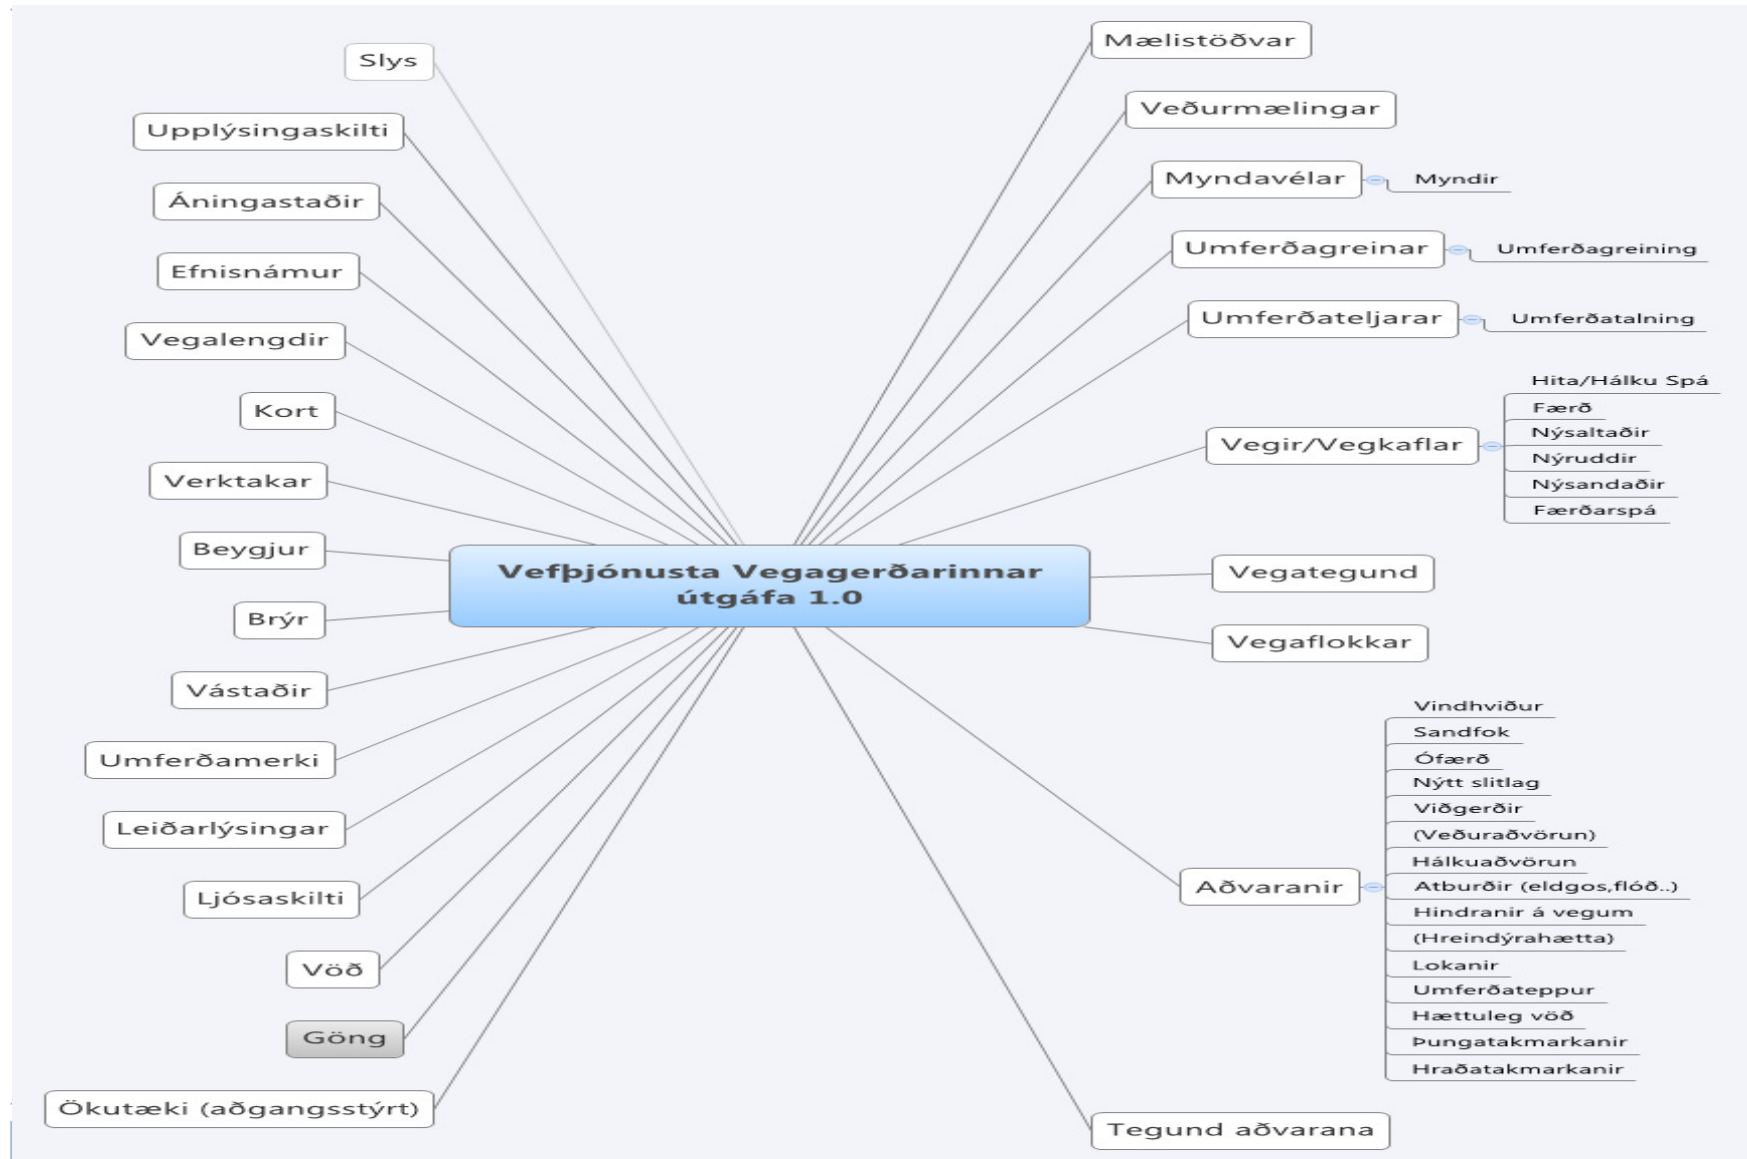 Slys
Upplýsingaskilti
Áningastaðir
Efnisnámur
Vegalengdir
Kort
Verktakar
Beygjur
Brýr
Vástaðir
Umferðamerki
Leiðarlýsingar
Ljósaskilti
Vöð
Göng
Ökutæki (aðgangsstýrt)
Vefþjónusta Vegagerðarinnar
útgáfa 1.0
Mælistöðvar
Veðurmælingar
Myndavélar
Myndir
Umferðagreinar
Umferðagreining
Umferðateljarar
Umferðatalning
Vegir/Vegkaflar
Hita/Hálku Spá
Færð
Nýsaltaðir
Nýruddir
Nýsandaðir
Færðarspá
Vegategund
Vegaflokkar
Aðvaranir
Vindhviður
Sandfok
Ófærð
Nýtt slitlag
Viðgerðir
(Veðuraðvörun)
Hálkuaðvörun
Atburðir (eldgos,flóð..)
Hindranir á vegum
(Hreindýrahætta)
Lokanir
Umferðateppur
Hættuleg vöð
Þungatakmarkanir
Hraðatakmarkanir
Tegund aðvarana